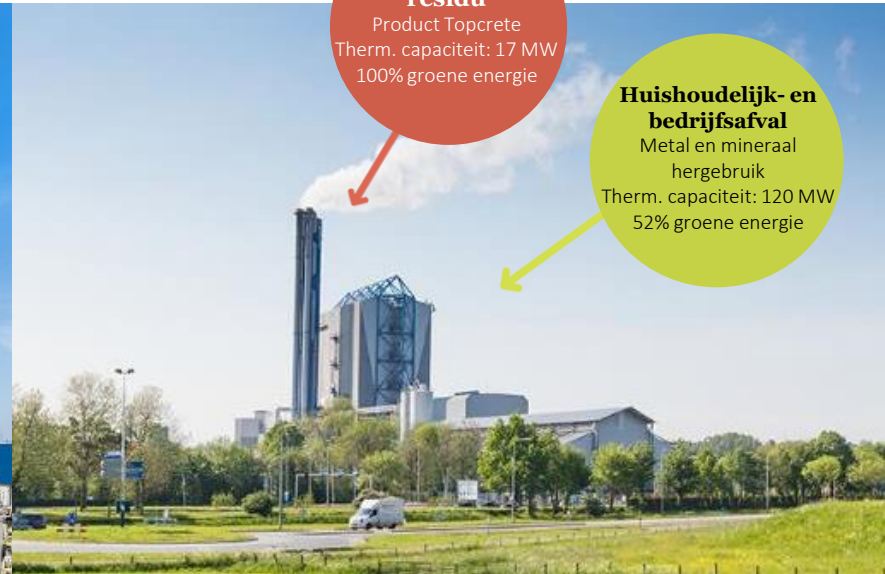 residu
Product Topcrete
Therm. capaciteit: 17 MW
100% groene energie
Huishoudelijk- en
bedrijfsafval
Metal en mineraal
hergebruik
Therm. capaciteit: 120 MW
52% groene energie